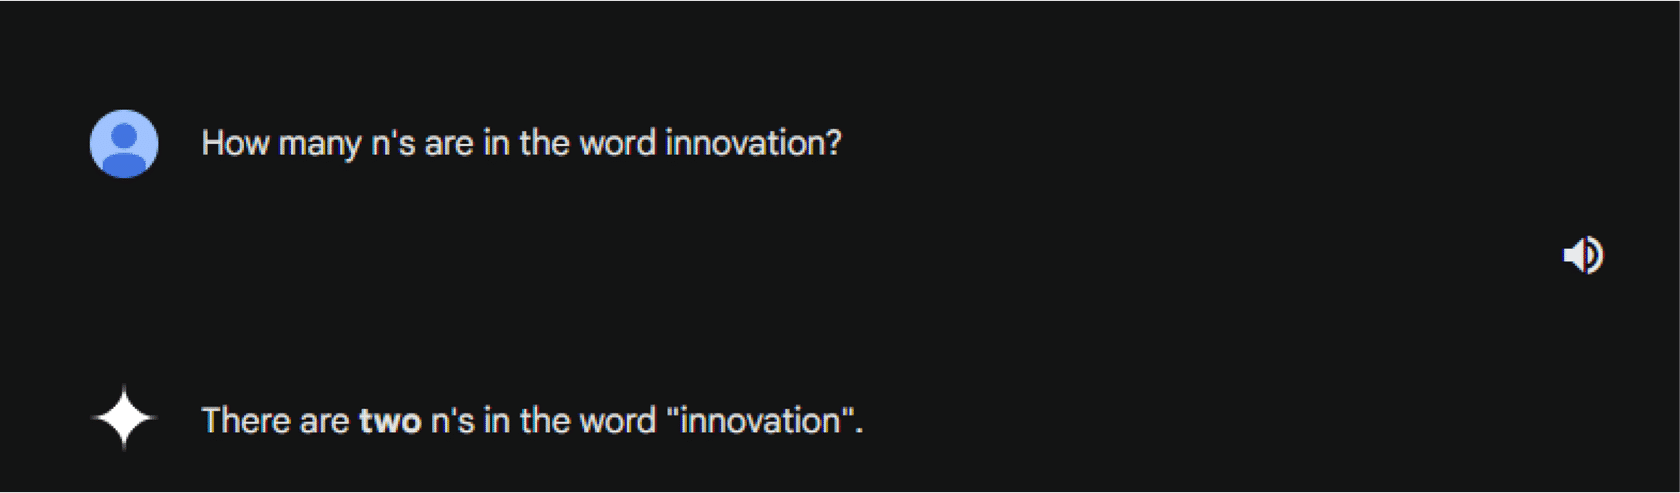 How many n's are in the word innovation?
There are two n's in the word "innovation".